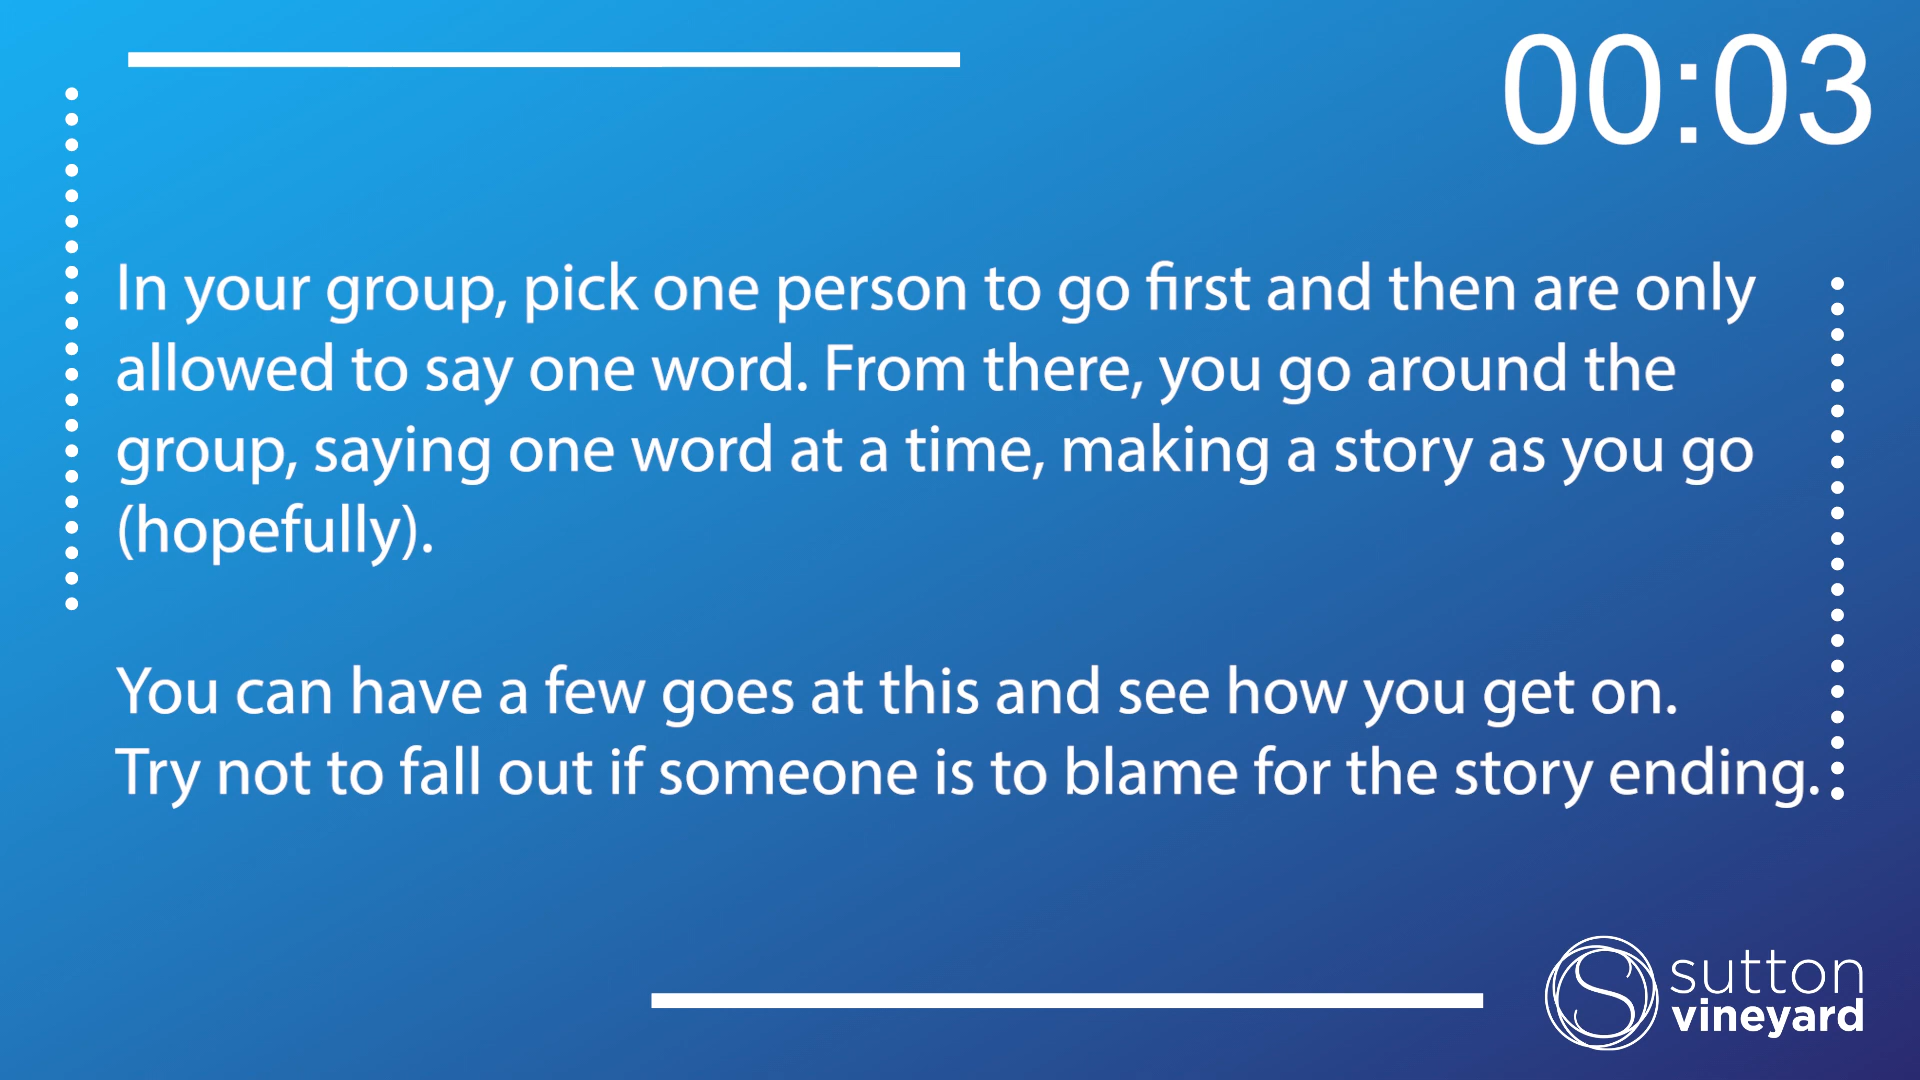 00:03
In your group, pick one person to go first and then are only
allowed to say one word. From there, you go around the
group, saying one word at a time, making a story as you go
(hopefully).
You can have a few goes at this and see how you get on.
Try not to fall out if someone is to blame for the story ending.
sutton
vineyard